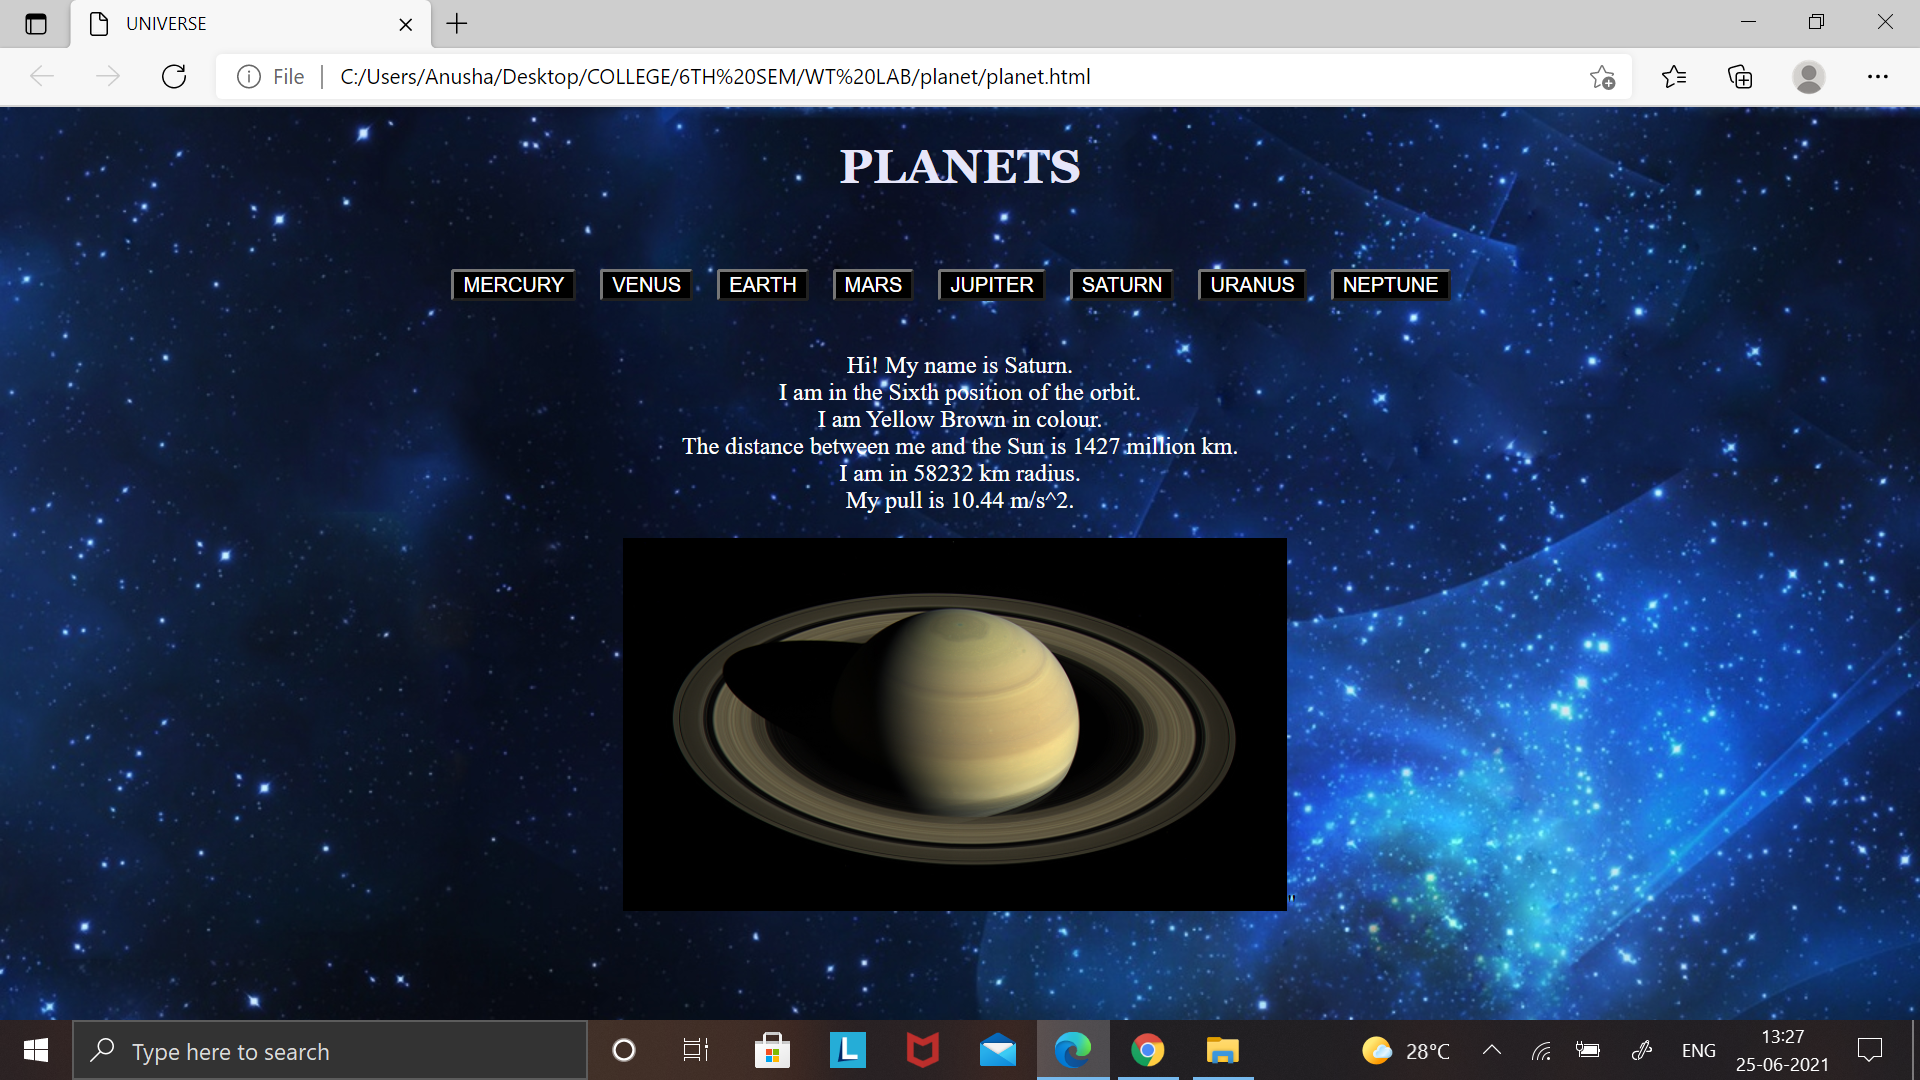 UNIVERSE
File | C:/Users/Anusha/Desktop/COLLEGE/6TH%20SEM/WT%20LAB/planet/planet.html
PLANETS
MERCURY VENUS EARTH MARS JUPITER SATURN URANUS NEPTUNE
Hi! My name is Saturn.
I am in the Sixth position of the orbit.
I am Yellow Brown in colour.
The distance between me and the Sun is 1427 million km.
I am in 58232 km radius.
My pull is 10.44 m/s^2.
"
Type here to search
L
28°C
ENG
13:27
25-06-2021